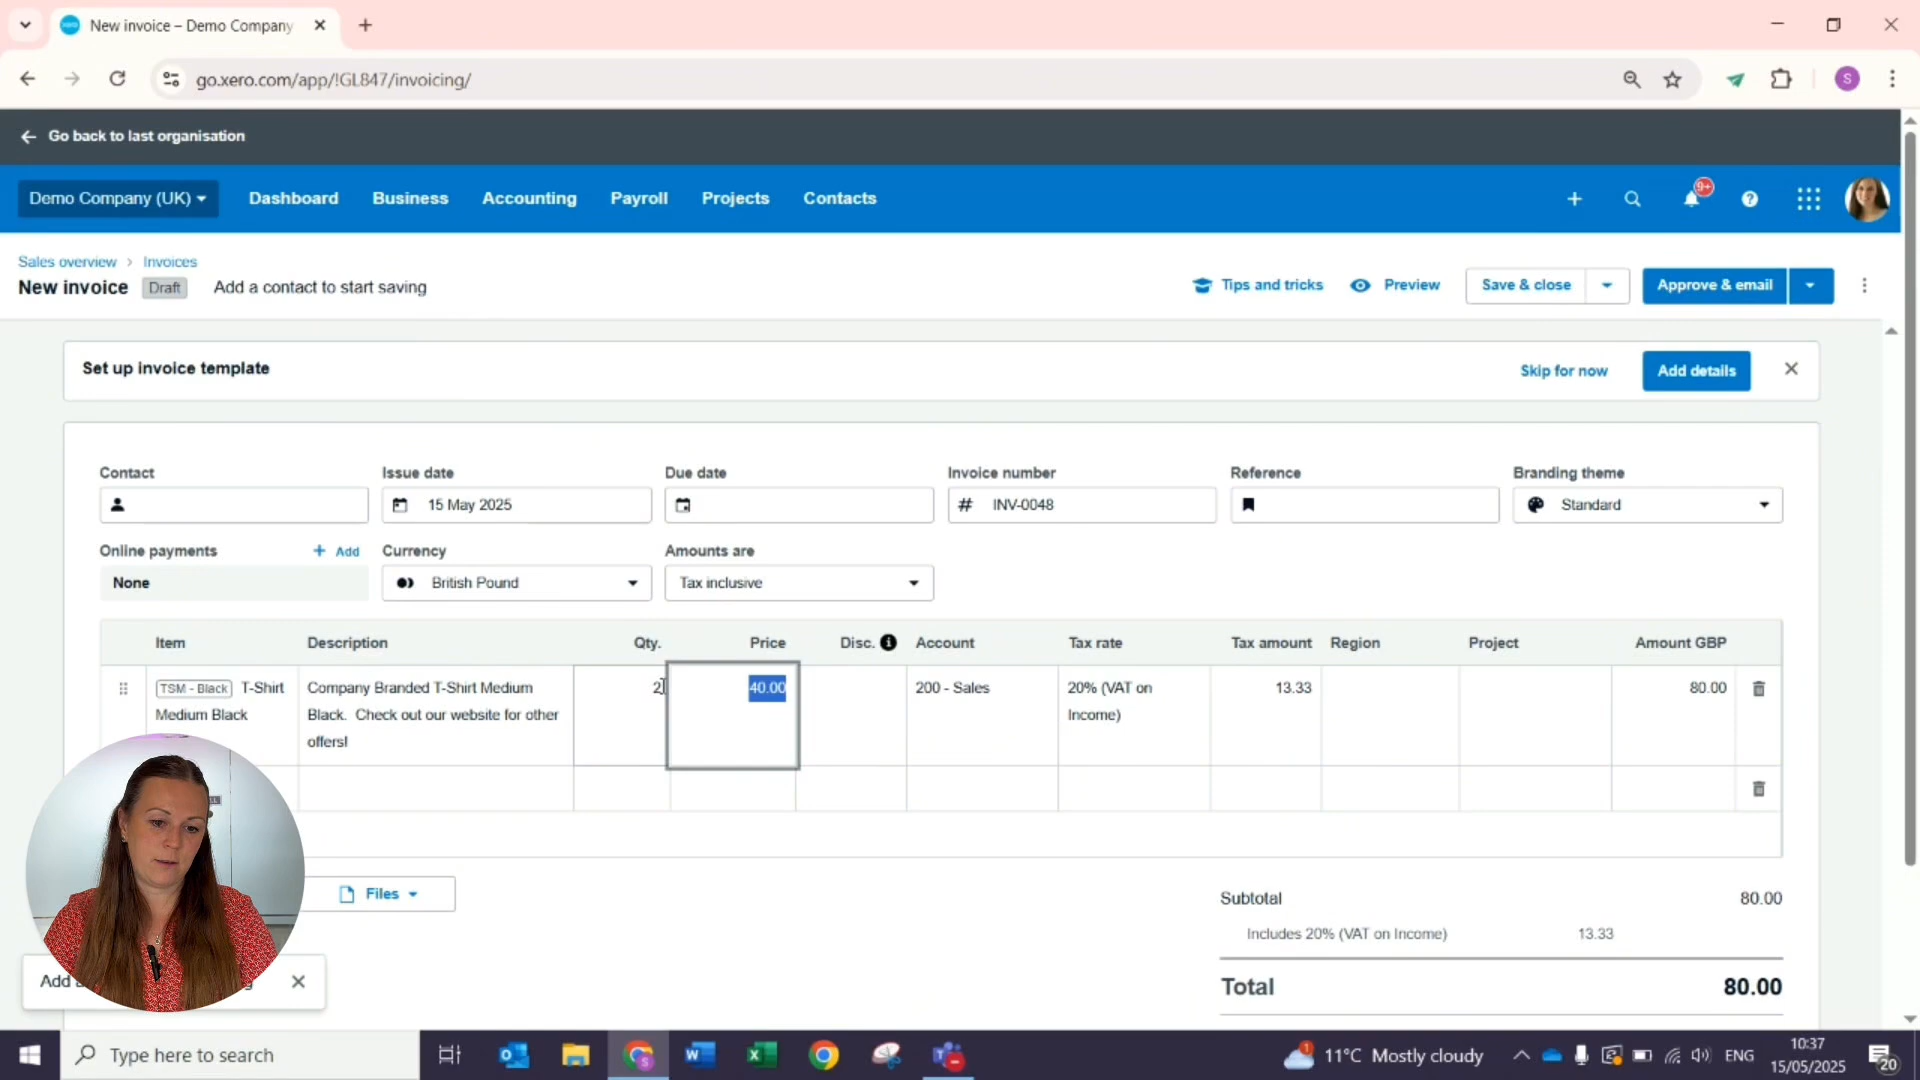 New invoice – Demo Company
go.xero.com/app/!GL847/invoicing/
S
Go back to last organisation
Demo Company (UK)
Dashboard
Business
Accounting
Payroll
Projects
Contacts
9+
Sales overview > Invoices
New invoice
Draft
Add a contact to start saving
Tips and tricks
Preview
Save & close
Approve & email
Set up invoice template
Skip for now
Add details
Contact
Issue date
Due date
Invoice number
Reference
Branding theme
15 May 2025
# INV-0048
Standard
Online payments
+ Add
Currency
Amounts are
None
British Pound
Tax inclusive
Item
Description
Qty.
Price
Disc.
Account
Tax rate
Tax amount
Region
Project
Amount GBP
TSM - Black T-Shirt
Medium Black
Company Branded T-Shirt Medium
Black. Check out our website for other
offers!
2
40.00
200 - Sales
20% (VAT on
Income)
13.33
80.00
Files
Subtotal
80.00
Includes 20% (VAT on Income)
13.33
Total
80.00
Add
Type here to search
11°C Mostly cloudy
ENG
10:37
15/05/2025
20